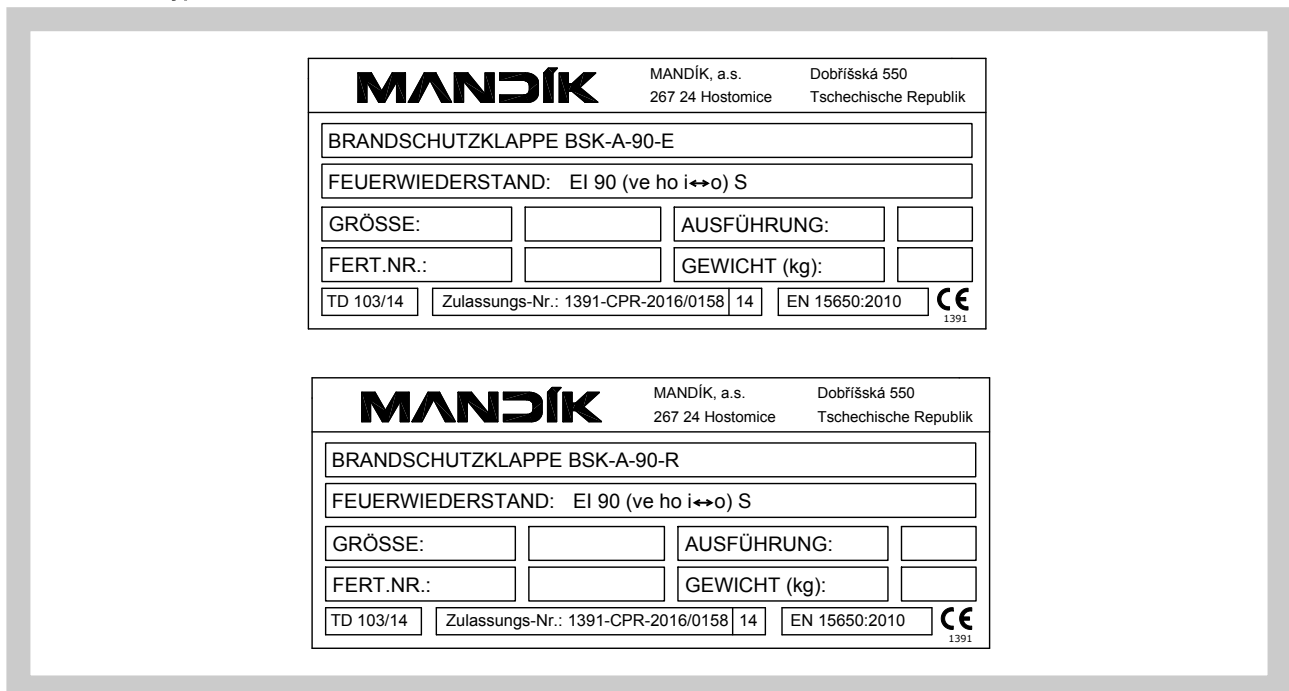 MANDÍK MANDÍK, a.s. Dobříšská 550
267 24 Hostomice Tschechische Republik
BRANDSCHUTZKLAPPE BSK-A-90-E
FEUERWIEDERSTAND: EI 90 (ve ho i↔o) S
GRÖSSE: AUSFÜHRUNG:
FERT.NR.: GEWICHT (kg):
TD 103/14 Zulassungs-Nr.: 1391-CPR-2016/0158 14 EN 15650:2010 CE
1391
MANDÍK MANDÍK, a.s. Dobříšská 550
267 24 Hostomice Tschechische Republik
BRANDSCHUTZKLAPPE BSK-A-90-R
FEUERWIEDERSTAND: EI 90 (ve ho i↔o) S
GRÖSSE: AUSFÜHRUNG:
FERT.NR.: GEWICHT (kg):
TD 103/14 Zulassungs-Nr.: 1391-CPR-2016/0158 14 EN 15650:2010 CE
1391